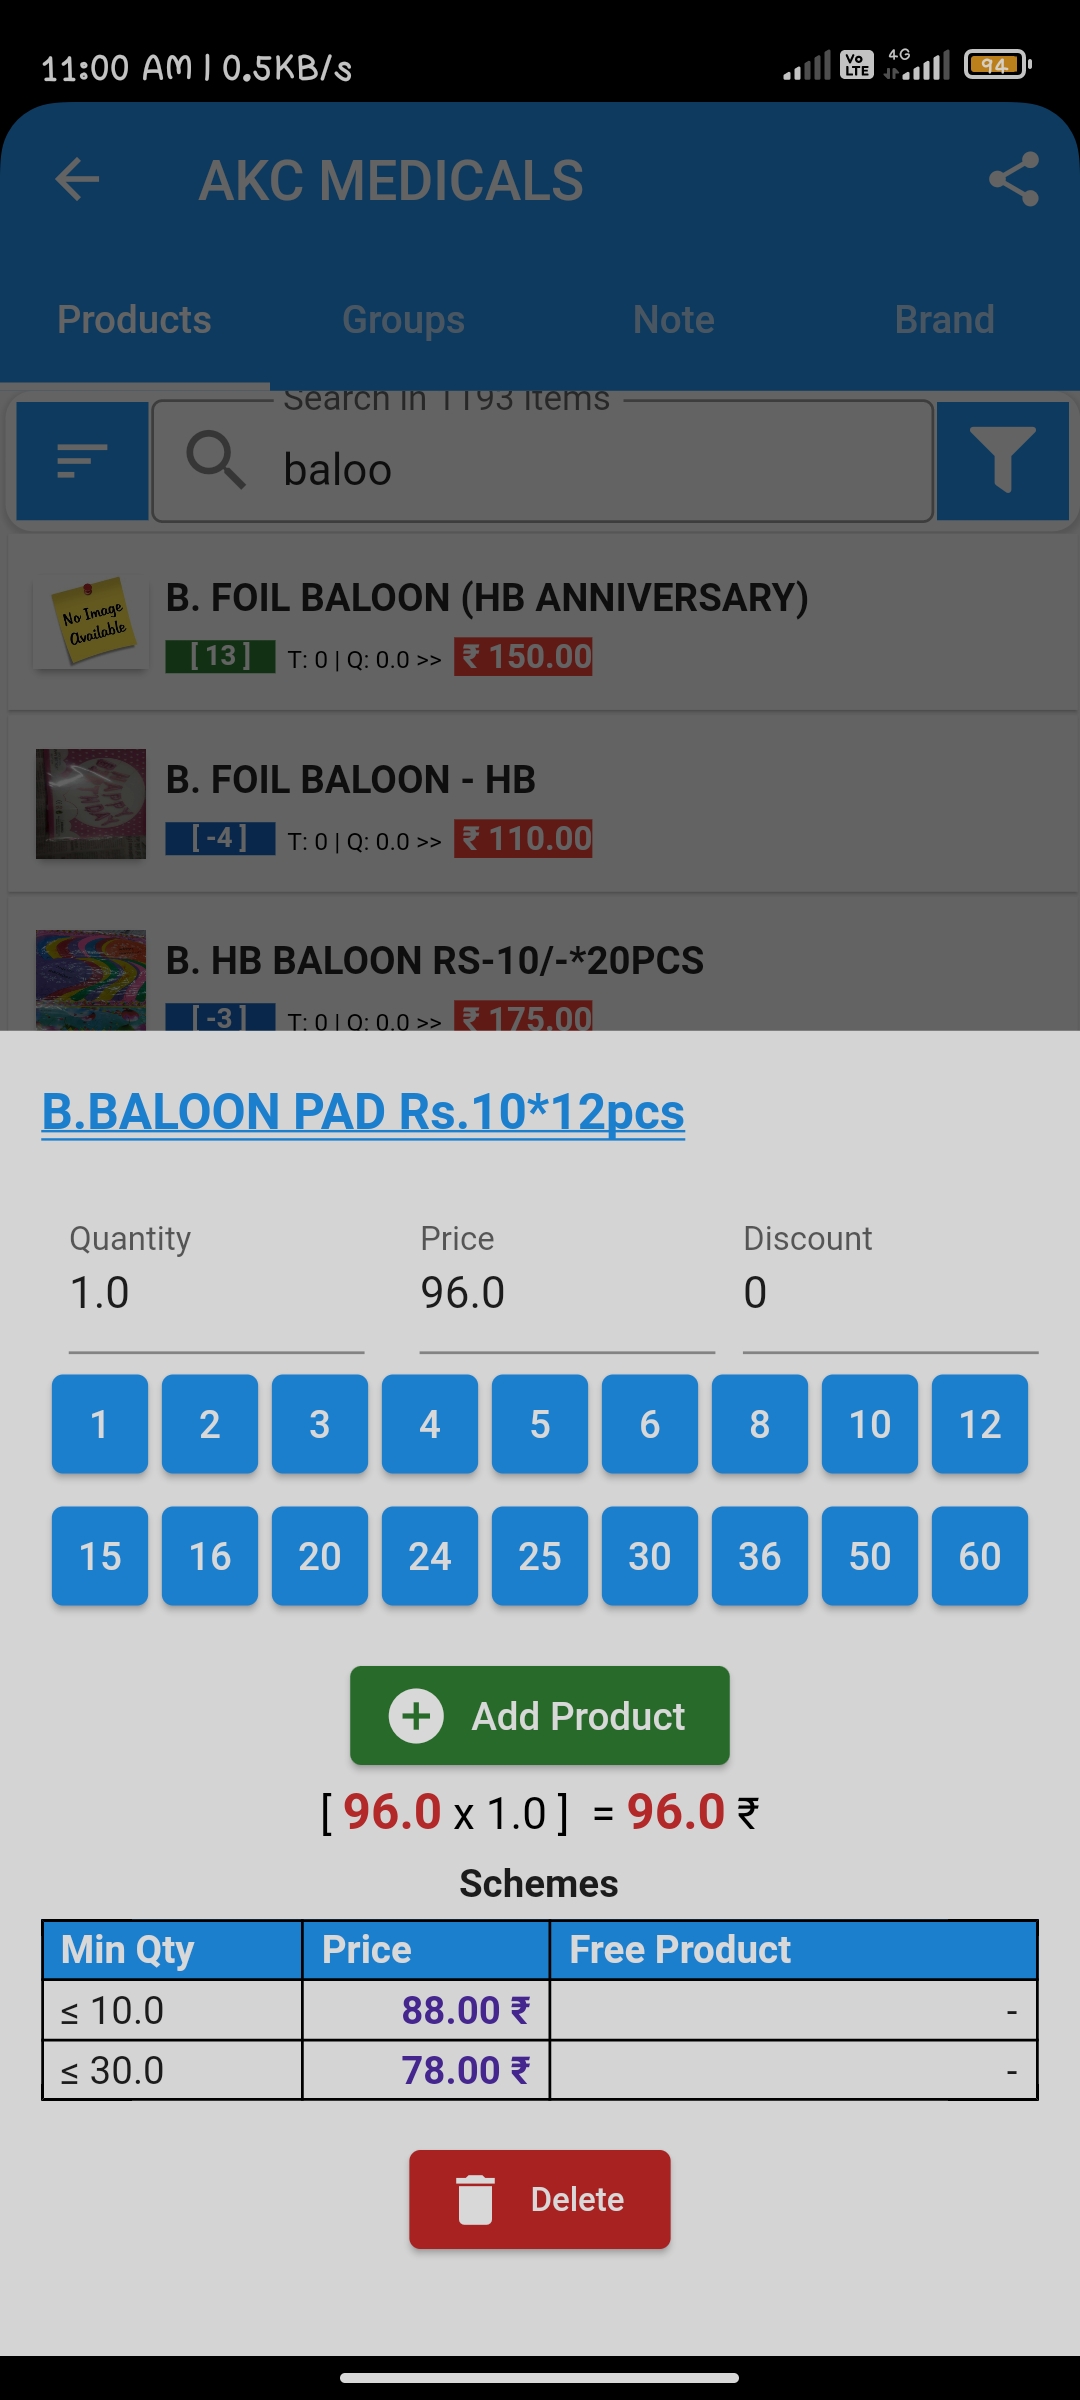 11:00 AM | 0.5KB/s
Vo LTE 4G 94
AKC MEDICALS
Products Groups Note Brand
Search in 1193 items
baloo
No Image Available
B. FOIL BALOON (HB ANNIVERSARY)
[ 13 ] T: 0 | Q: 0.0 >> ₹ 150.00
B. FOIL BALOON - HB
[ -4 ] T: 0 | Q: 0.0 >> ₹ 110.00
B. HB BALOON RS-10/-*20PCS
[ -3 ] T: 0 | Q: 0.0 >> ₹ 175.00
B.BALOON PAD Rs.10*12pcs
Quantity Price Discount
1.0 96.0 0
1 2 3 4 5 6 8 10 12
15 16 20 24 25 30 36 50 60
Add Product
[ 96.0 x 1.0 ] = 96.0 ₹
Schemes
Min Qty Price Free Product
≤ 10.0 88.00 ₹ -
≤ 30.0 78.00 ₹ -
Delete